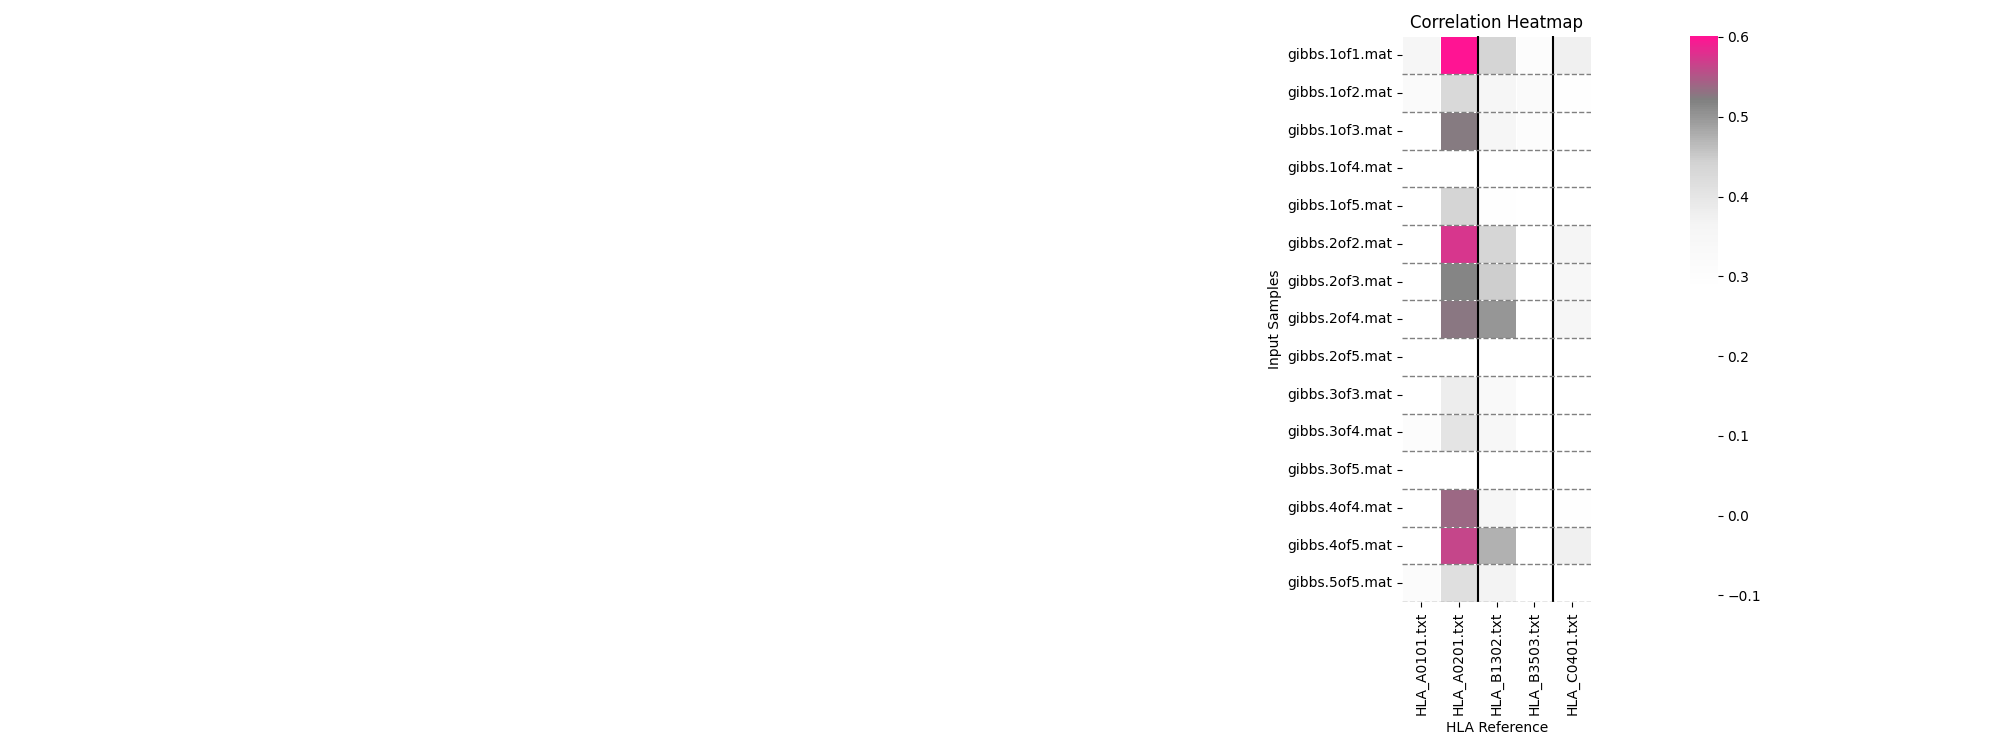 Correlation Heatmap
gibbs.1of1.mat
gibbs.1of2.mat
gibbs.1of3.mat
gibbs.1of4.mat
gibbs.1of5.mat
gibbs.2of2.mat
gibbs.2of3.mat
gibbs.2of4.mat
gibbs.2of5.mat
gibbs.3of3.mat
gibbs.3of4.mat
gibbs.3of5.mat
gibbs.4of4.mat
gibbs.4of5.mat
gibbs.5of5.mat
Input Samples
HLA_A0101.txt
HLA_A0201.txt
HLA_B1302.txt
HLA_B3503.txt
HLA_C0401.txt
HLA Reference
0.6
0.5
0.4
0.3
0.2
0.1
0.0
−0.1